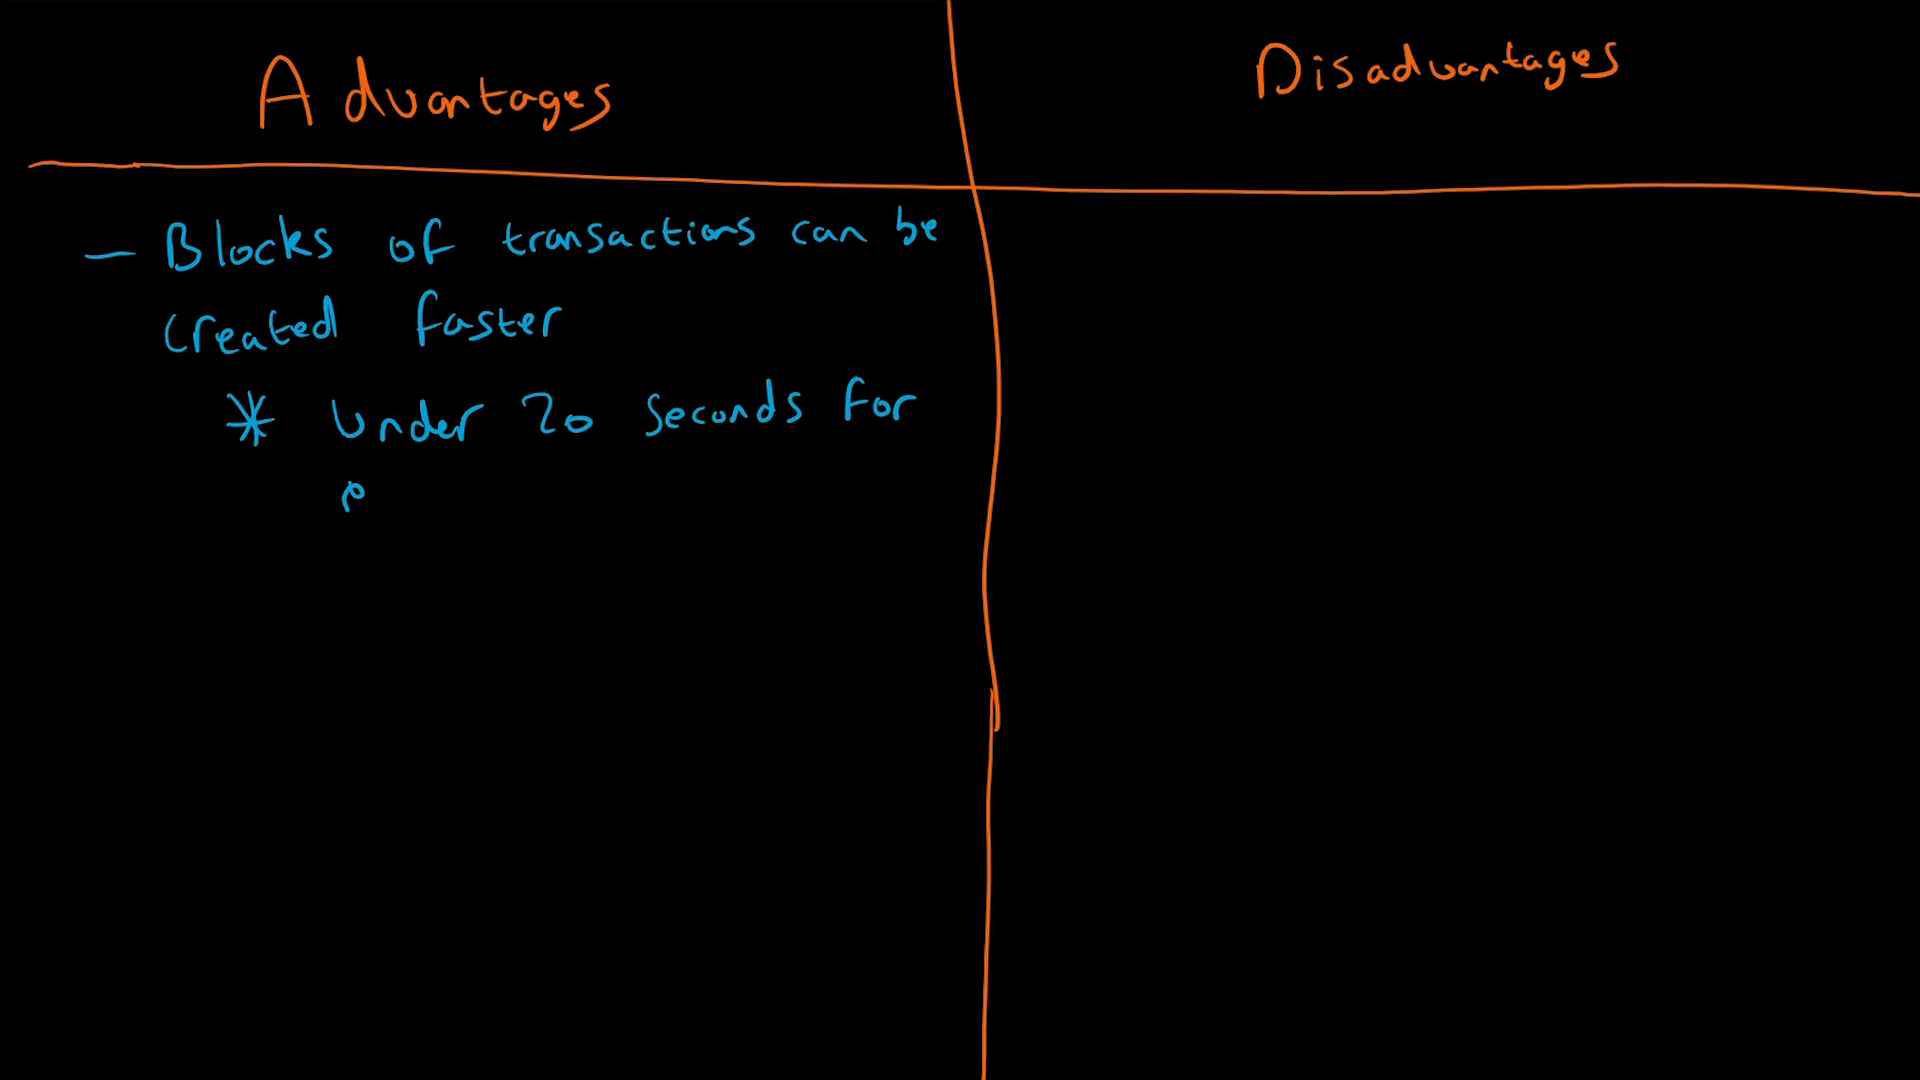 Advantages
Disadvantages
- Blocks of transactions can be
created faster
* Under 20 seconds for